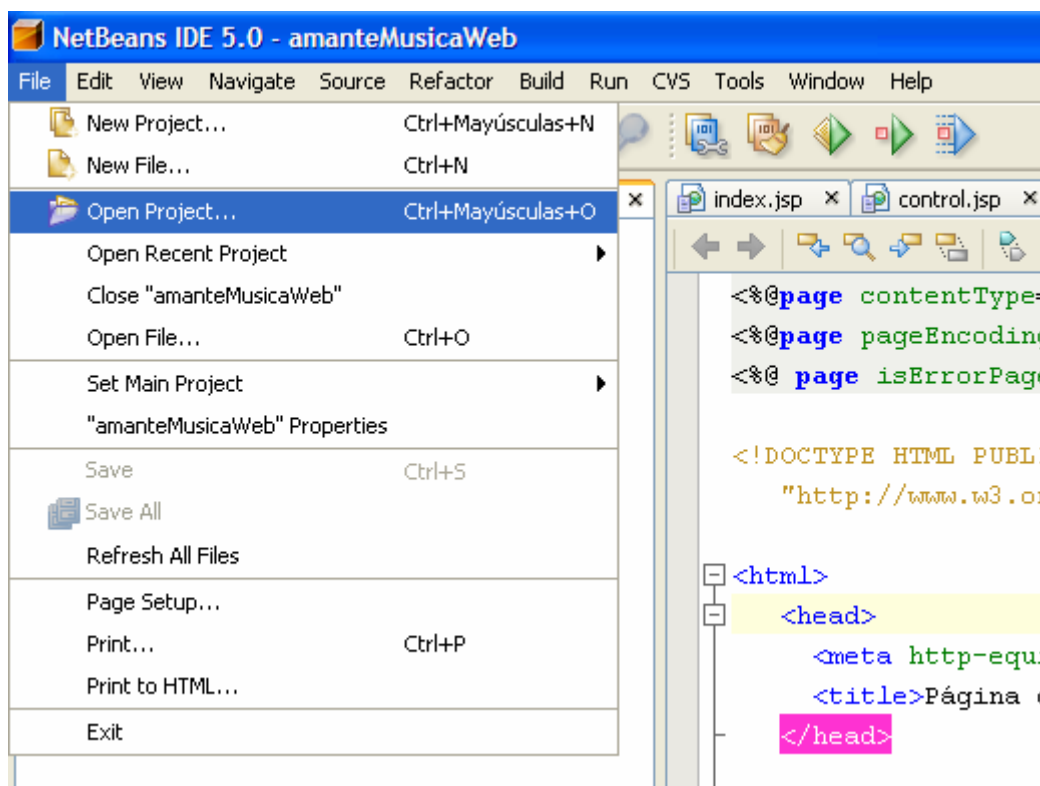 NetBeans IDE 5.0 - amanteMusicaWeb
File Edit View Navigate Source Refactor Build Run CVS Tools Window Help
New Project... Ctrl+Mayúsculas+N
New File... Ctrl+N
Open Project... Ctrl+Mayúsculas+O
Open Recent Project
Close "amanteMusicaWeb"
Open File... Ctrl+O
Set Main Project
"amanteMusicaWeb" Properties
Save Ctrl+S
Save All
Refresh All Files
Page Setup...
Print... Ctrl+P
Print to HTML...
Exit
index.jsp control.jsp
<%@page contentType=
<%@page pageEncoding
<%@ page isErrorPage
<!DOCTYPE HTML PUBL
"http://www.w3.or
<html>
<head>
<meta http-equi
<title>Página
</head>